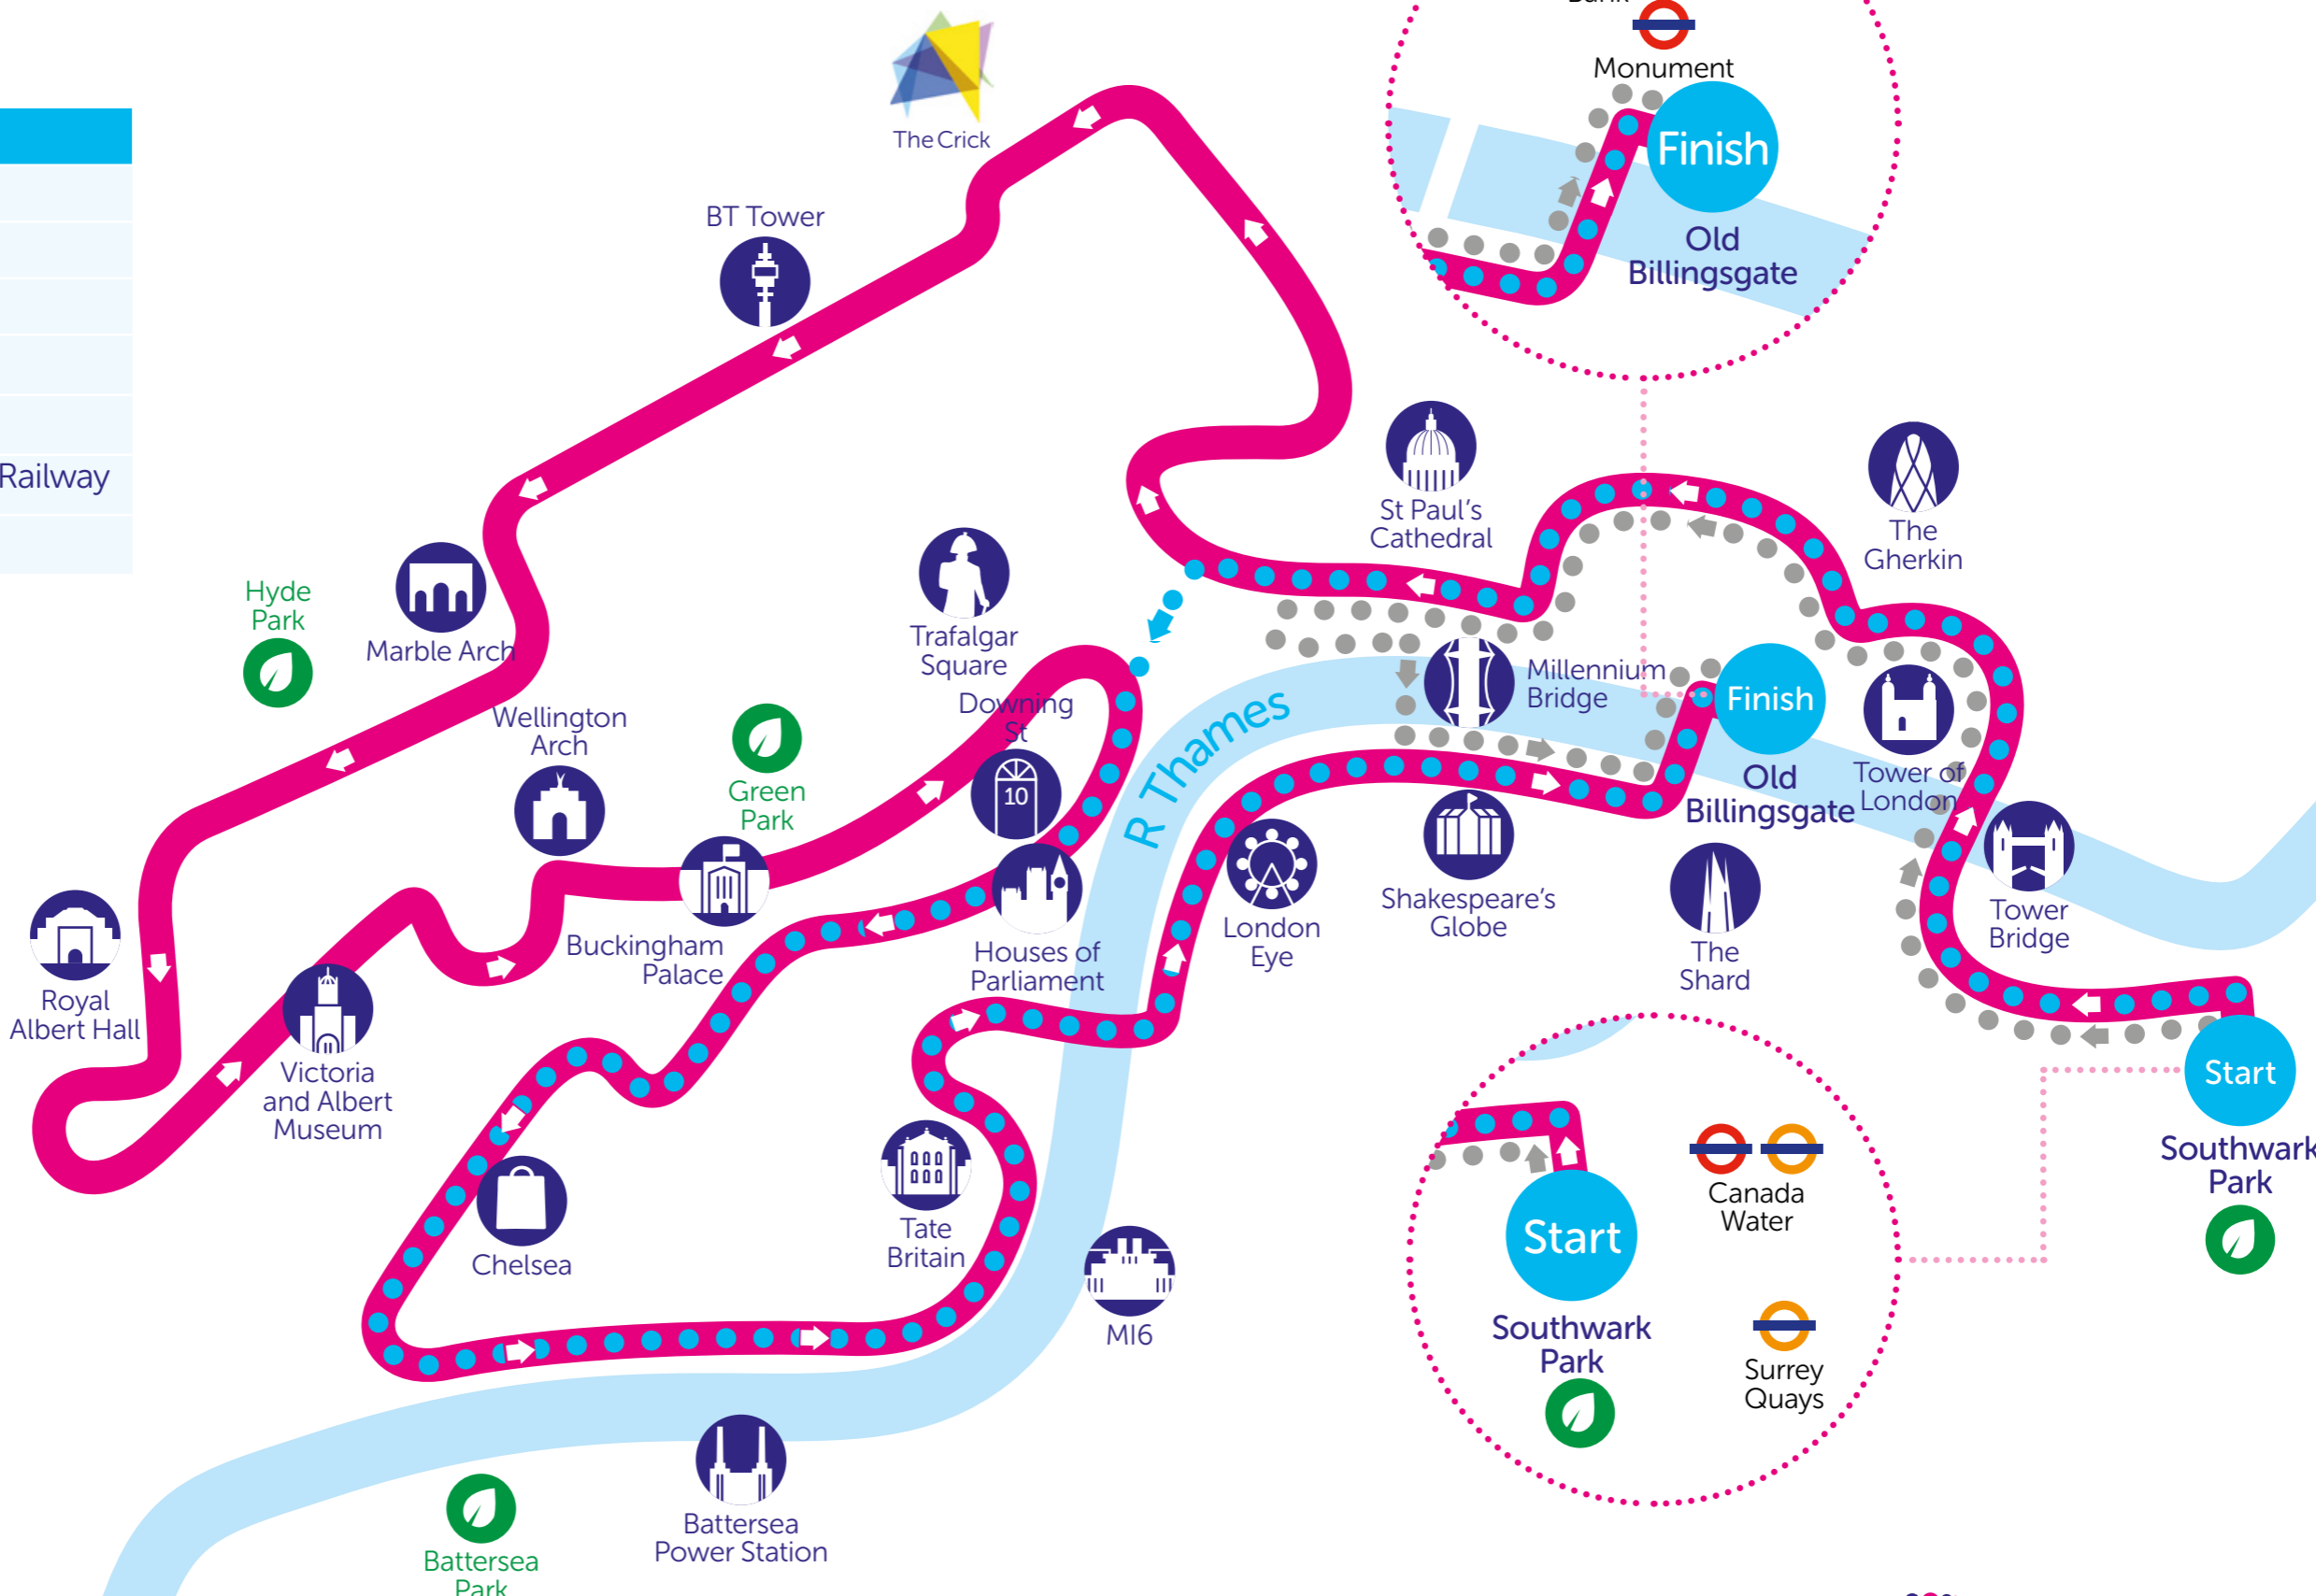 Monument
Finish
Old
Billingsgate
The Crick
BT Tower
Railway
St Paul's
Cathedral
The
Gherkin
Hyde
Park
Marble Arch
Trafalgar
Square
Downing
St
10
Wellington
Arch
Green
Park
R Thames
Millennium
Bridge
Finish
Old
Billingsgate
Tower of
London
Tower
Bridge
Royal
Albert Hall
Buckingham
Palace
Houses of
Parliament
London
Eye
Shakespeare's
Globe
The
Shard
Victoria
and Albert
Museum
Start
Southwark
Park
Chelsea
Tate
Britain
MI6
Start
Southwark
Park
Canada
Water
Surrey
Quays
Battersea
Power Station
Battersea
Park